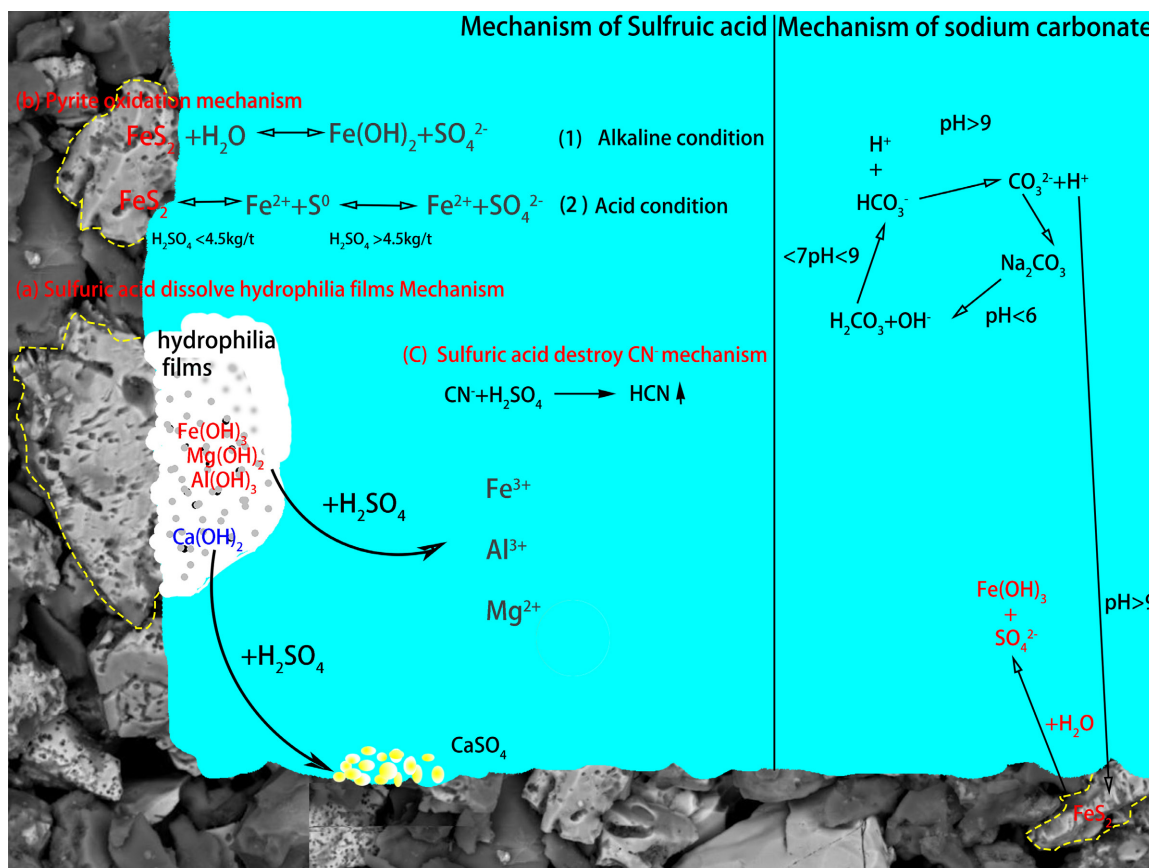 Mechanism of Sulfruic acid
Mechanism of sodium carbonate
(b) Pyrite oxidation mechanism
FeS₂ +H₂O ⟷ Fe(OH)₂+SO₄²⁻ (1) Alkaline condition
FeS₂ ⟷ Fe²⁺+S⁰ ⟷ Fe²⁺+SO₄²⁻ (2) Acid condition
H₂SO₄ <4.5kg/t H₂SO₄ >4.5kg/t
(a) Sulfuric acid dissolve hydrophilia films Mechanism
hydrophilia
films
Fe(OH)₃
Mg(OH)₂
Al(OH)₃
Ca(OH)₂
+H₂SO₄
+H₂SO₄
CaSO₄
(C) Sulfuric acid destroy CN⁻ mechanism
CN⁻+H₂SO₄ → HCN ↑
Fe³⁺
Al³⁺
Mg²⁺
pH>9
H⁺
+
HCO₃⁻
CO₃²⁻+H⁺
<7pH<9
Na₂CO₃
H₂CO₃+OH⁻
pH<6
pH>9
Fe(OH)₃
+
SO₄²⁻
+H₂O
FeS₂